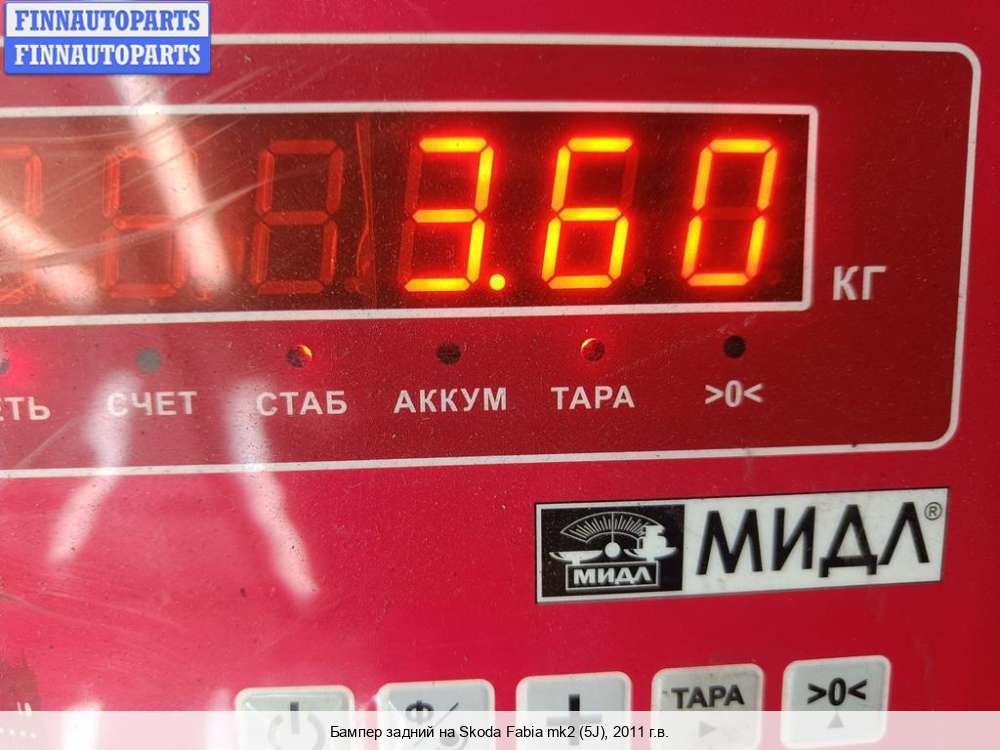 FINNAUTOPARTS
FINNAUTOPARTS
3.60
КГ
СЧЕТ СТАБ АККУМ ТАРА >0<
МИДЛ МИДЛ®
+ ТАРА >0<
Бампер задний на Skoda Fabia mk2 (5J), 2011 г.в.